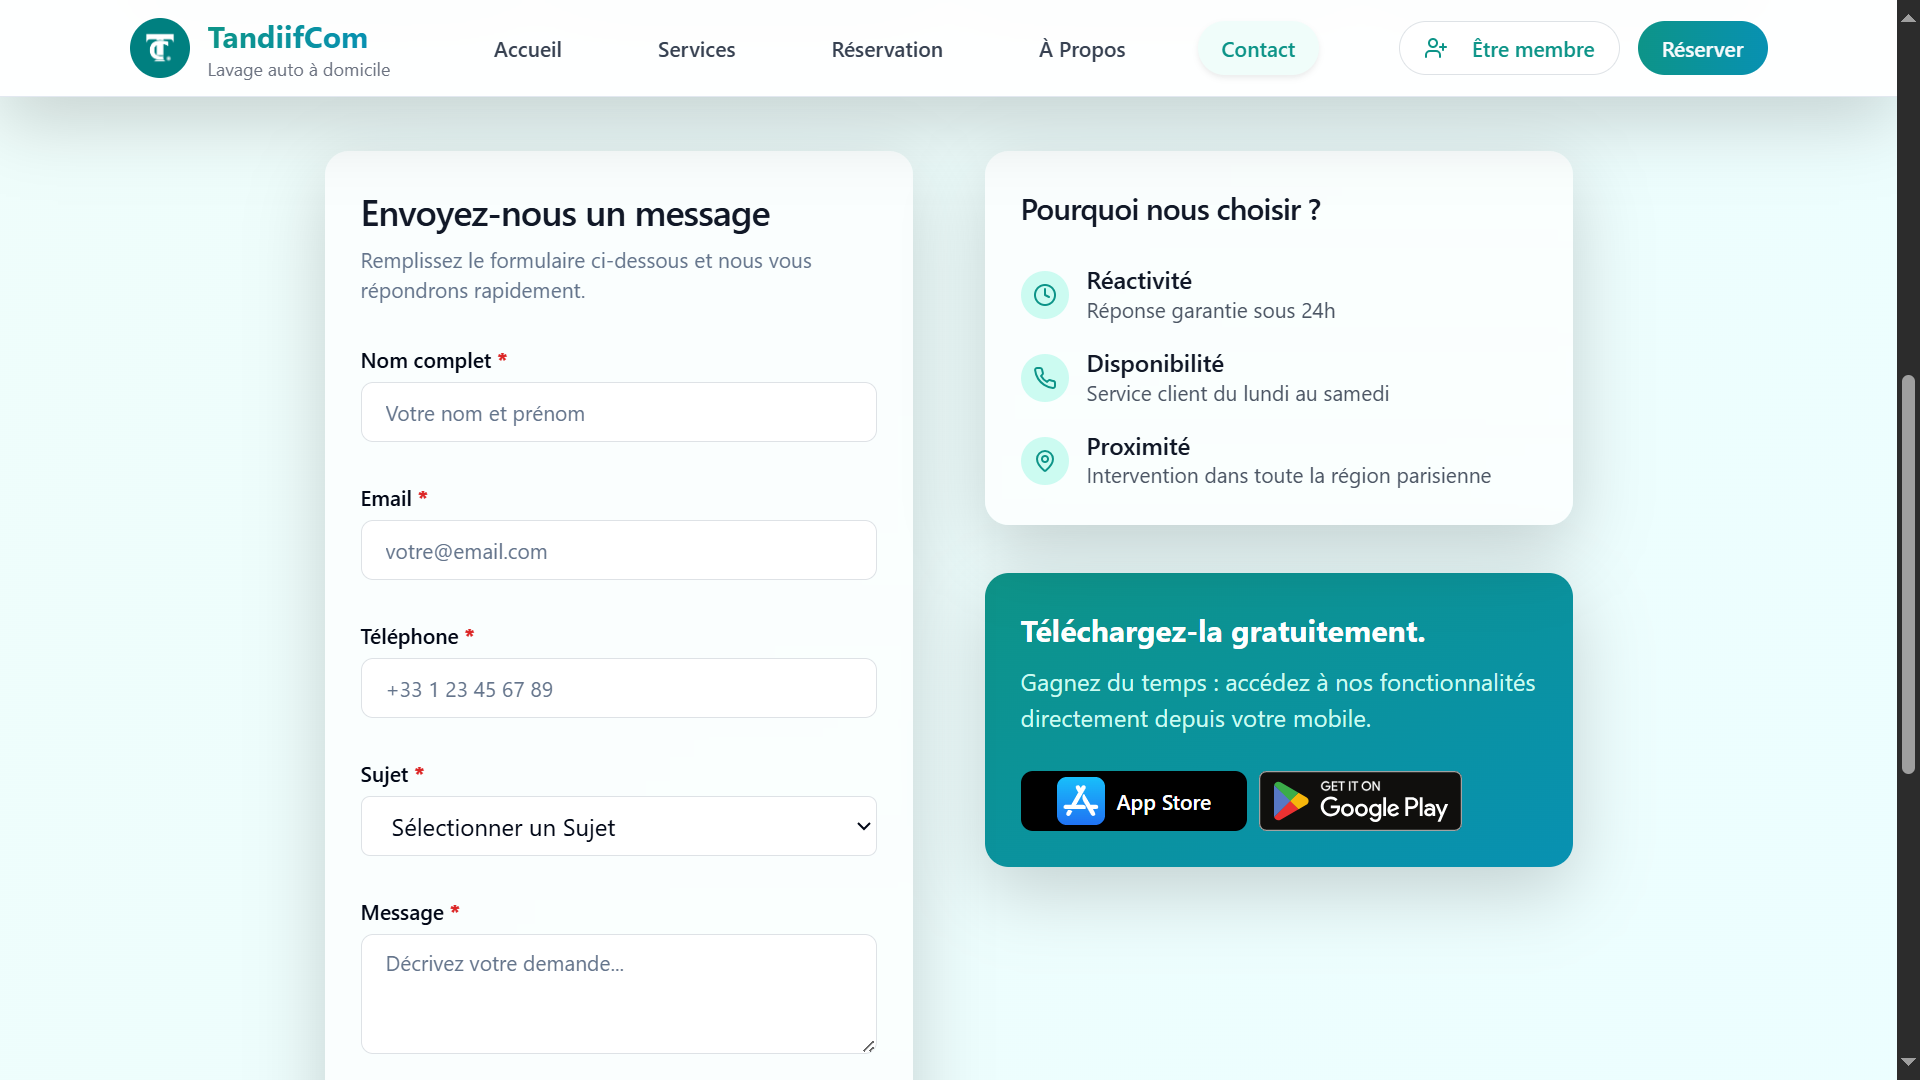 TandiifCom
Lavage auto à domicile
Accueil
Services
Réservation
À Propos
Contact
Être membre
Réserver
Envoyez-nous un message
Remplissez le formulaire ci-dessous et nous vous
répondrons rapidement.
Nom complet *
Votre nom et prénom
Email *
votre@email.com
Téléphone *
+33 1 23 45 67 89
Sujet *
Sélectionner un Sujet
Message *
Décrivez votre demande...
Pourquoi nous choisir ?
Réactivité
Réponse garantie sous 24h
Disponibilité
Service client du lundi au samedi
Proximité
Intervention dans toute la région parisienne
Téléchargez-la gratuitement.
Gagnez du temps : accédez à nos fonctionnalités
directement depuis votre mobile.
App Store
GET IT ON
Google Play